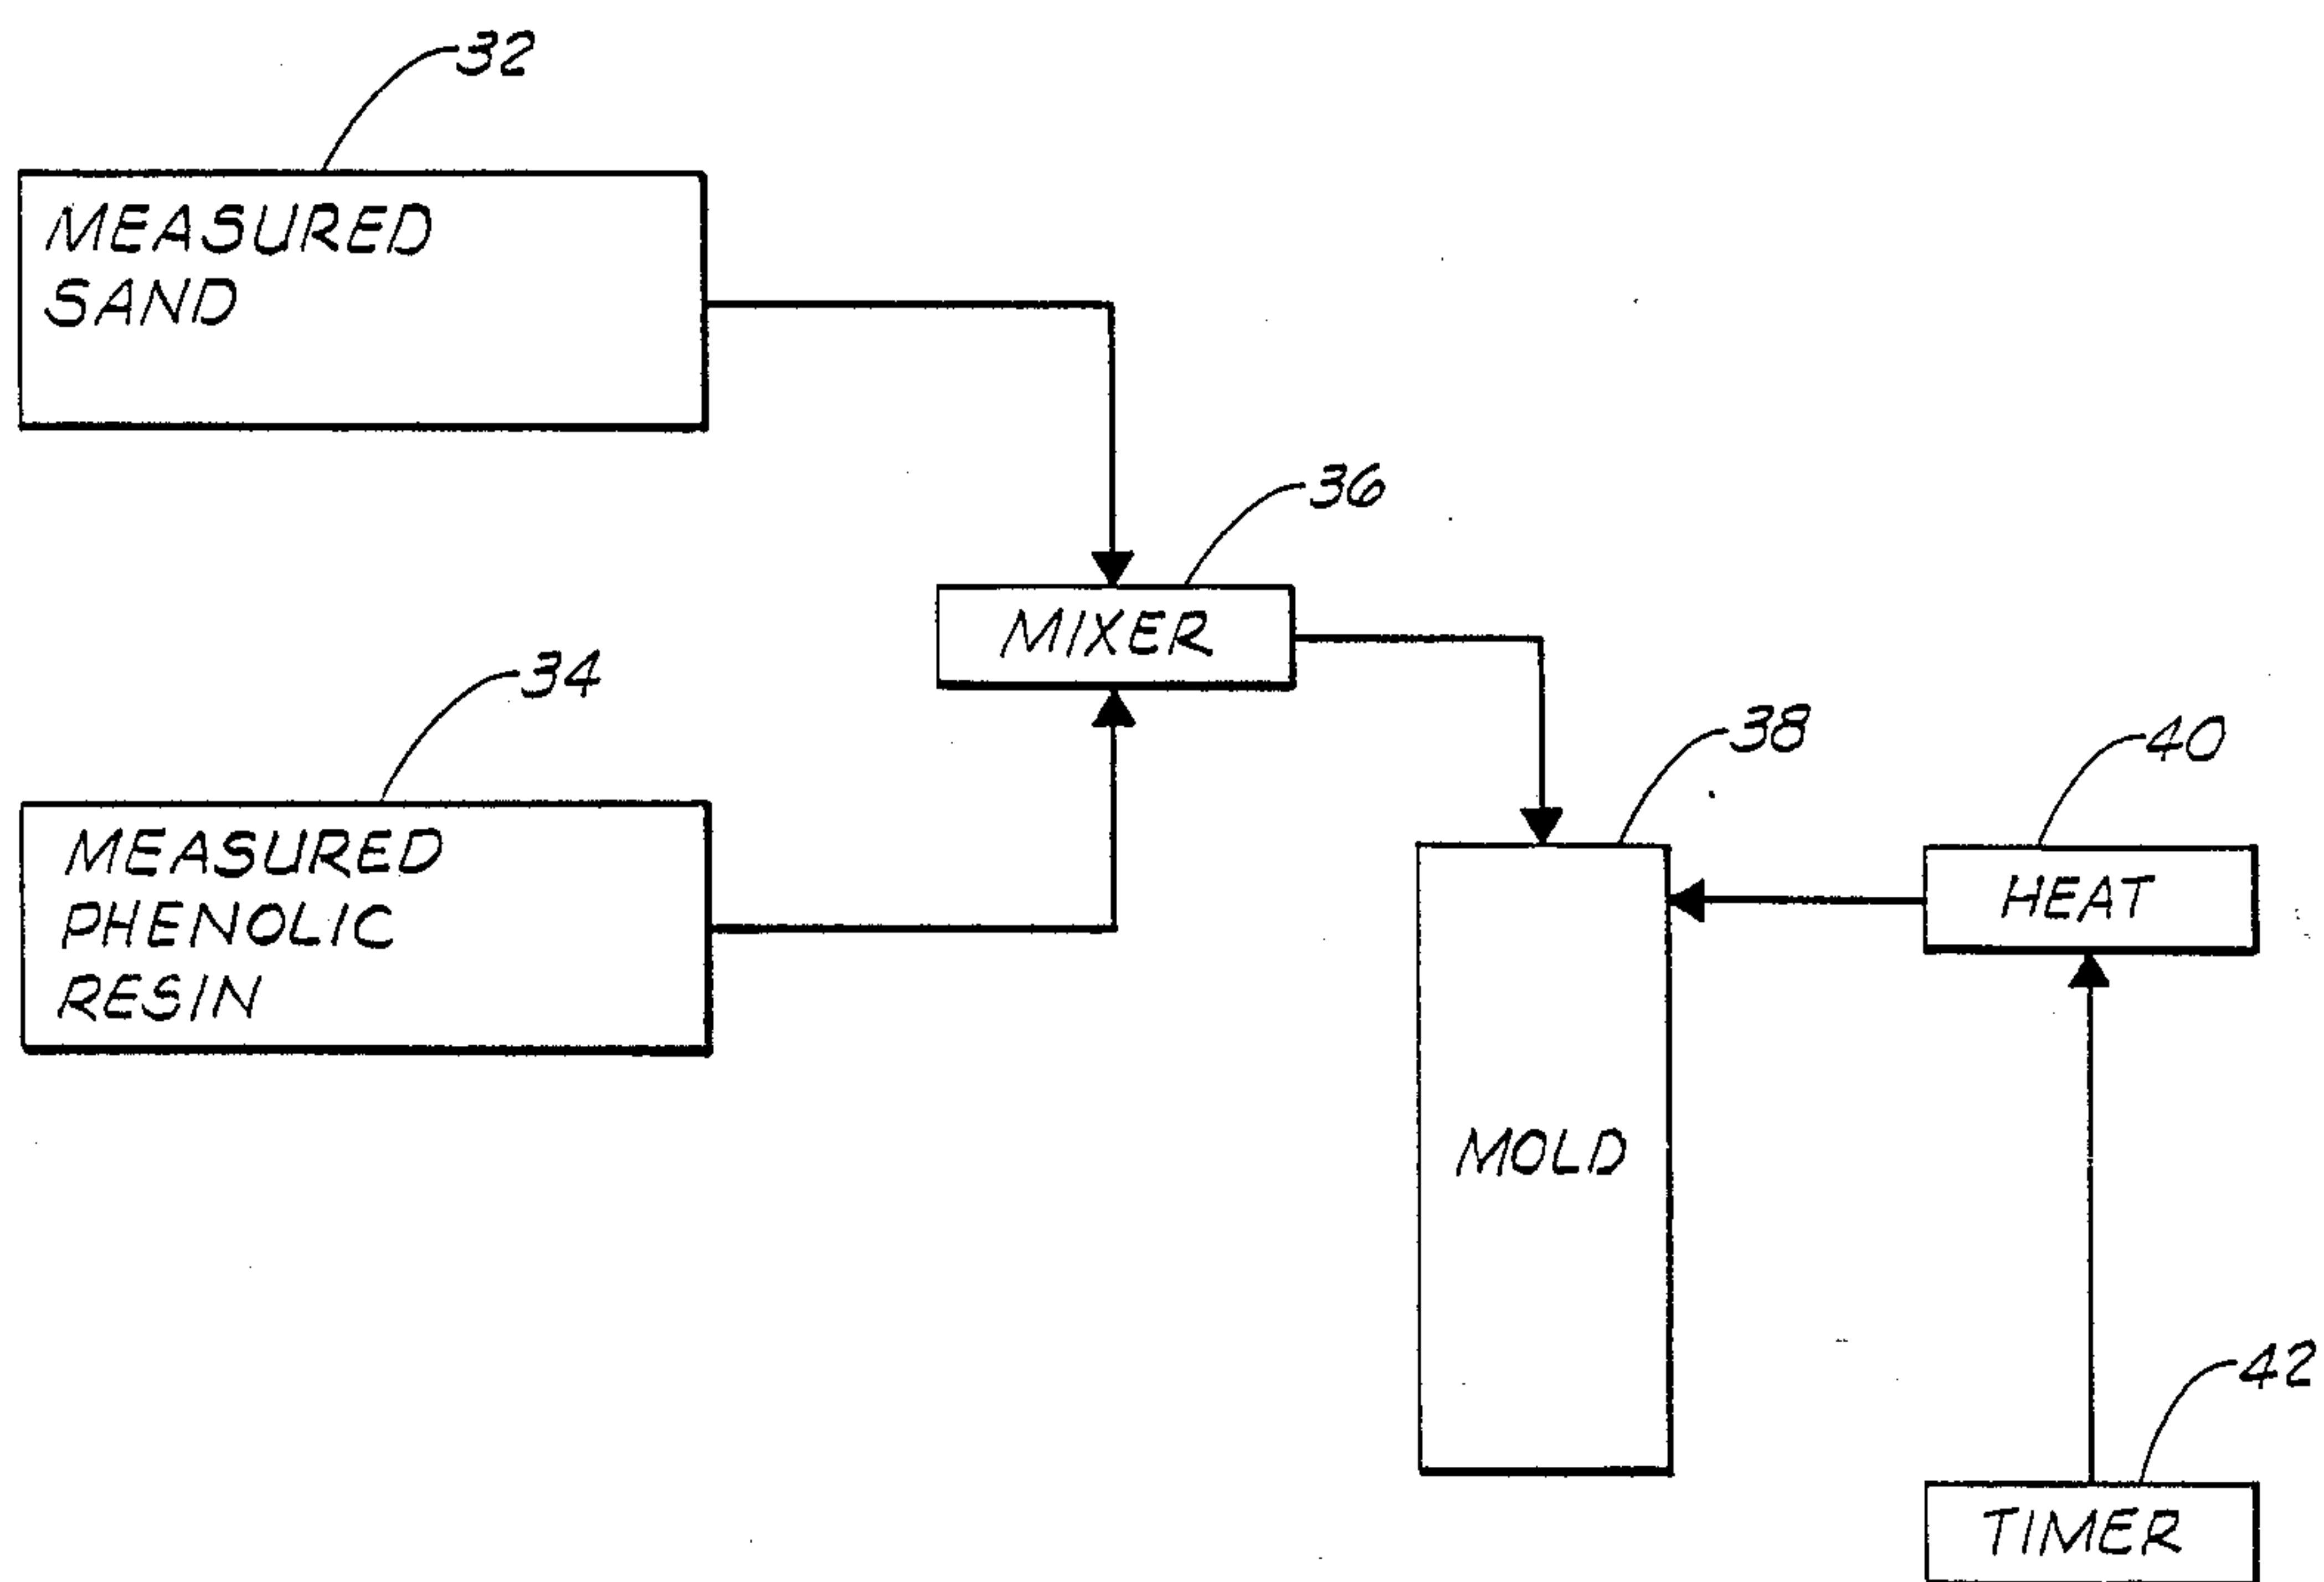 32
MEASURED
SAND
36
MIXER
34
MEASURED
PHENOLIC
RESIN
38
40
HEAT
MOLD
42
TIMER